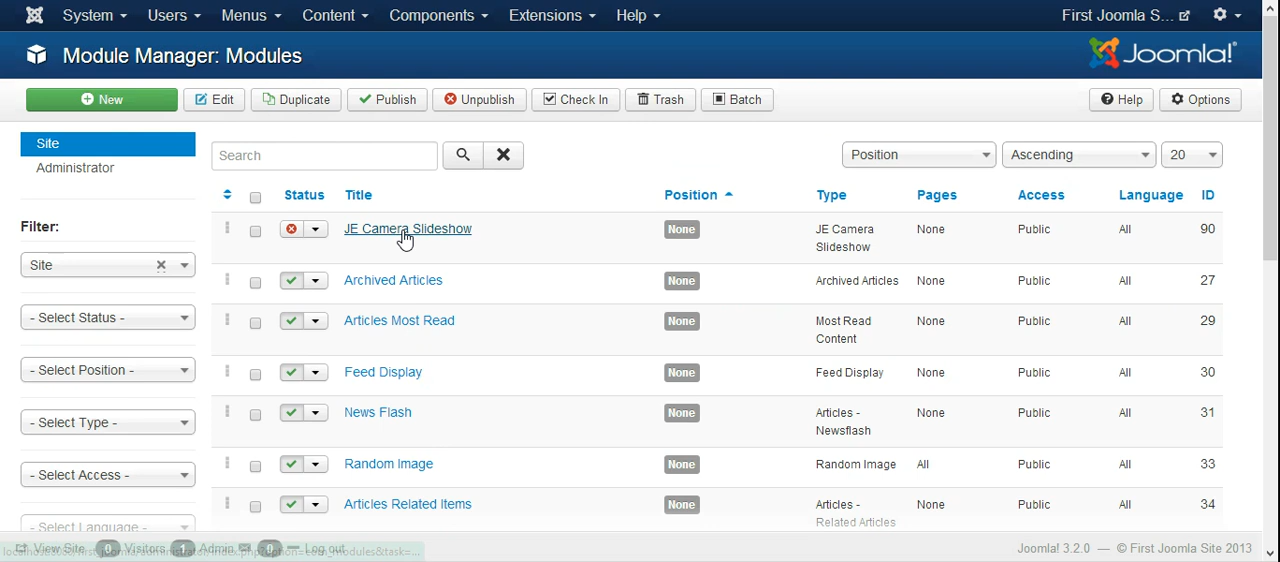 System Users Menus Content Components Extensions Help First Joomla S...
Module Manager: Modules Joomla!®
New Edit Duplicate Publish Unpublish Check In Trash Batch Help Options
Site
Administrator
Filter:
Site
- Select Status -
- Select Position -
- Select Type -
- Select Access -
- Select Language -
Search Position Ascending 20
Status Title Position Type Pages Access Language ID
JE Camera Slideshow None JE Camera None Public All 90
Slideshow
Archived Articles None Archived Articles None Public All 27
Articles Most Read None Most Read None Public All 29
Content
Feed Display None Feed Display None Public All 30
News Flash None Articles - None Public All 31
Newsflash
Random Image None Random Image All Public All 33
Articles Related Items None Articles - None Public All 34
Related Articles
View Site 0 Visitors 1 Admin 0 Log out Joomla! 3.2.0 — © First Joomla Site 2013